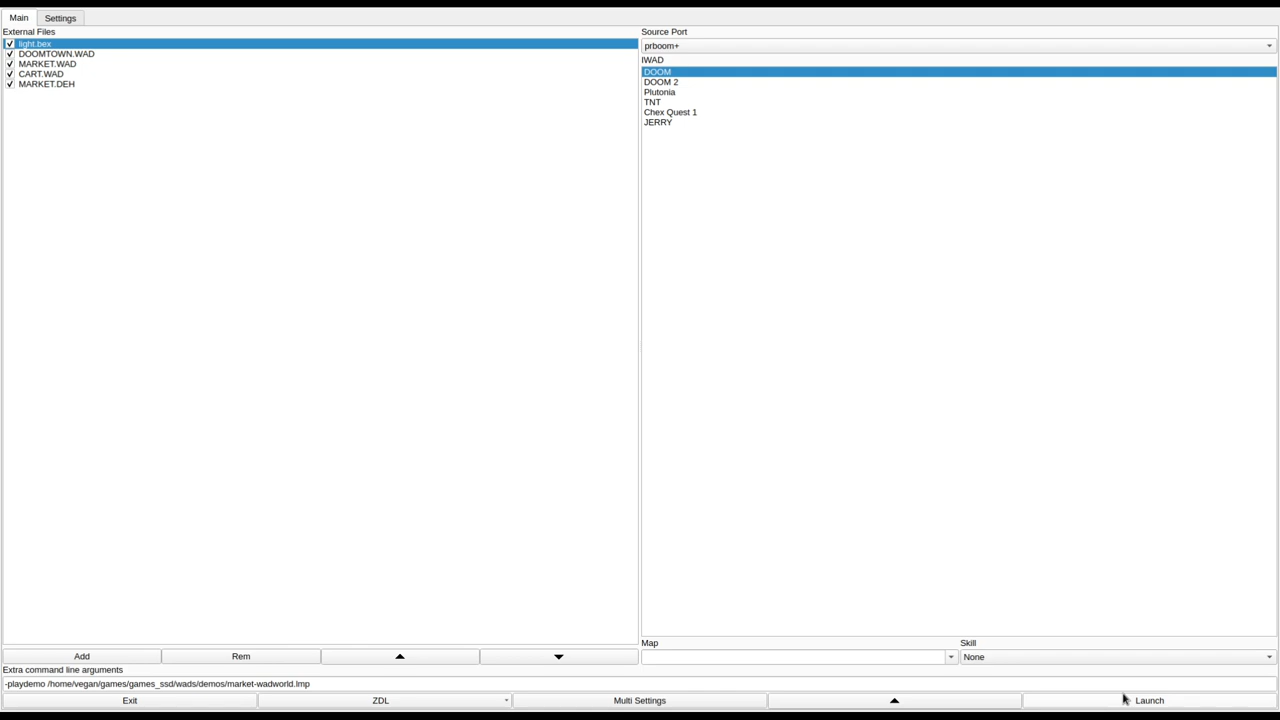 Main Settings
External Files
light.bex
DOOMTOWN.WAD
MARKET.WAD
CART.WAD
MARKET.DEH
Source Port
prboom+
IWAD
DOOM
DOOM 2
Plutonia
TNT
Chex Quest 1
JERRY
Map Skill
None
Add Rem
Extra command line arguments
-playdemo /home/vegan/games/games_ssd/wads/demos/market-wadworld.lmp
Exit ZDL Multi Settings Launch